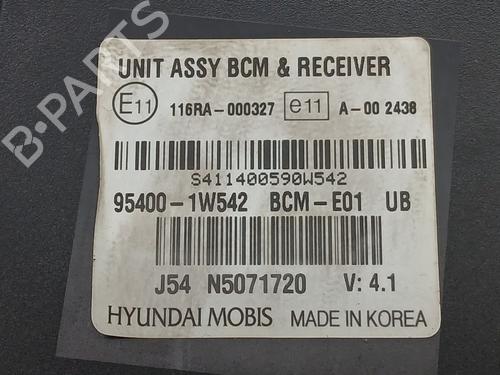 B-PARTS
UNIT ASSY BCM & RECEIVER
E11 116RA-000327 e11 A-00 2438
S411400590W542
95400-1W542 BCM-E01 UB
J54 N5071720 V: 4.1
HYUNDAI MOBIS MADE IN KOREA